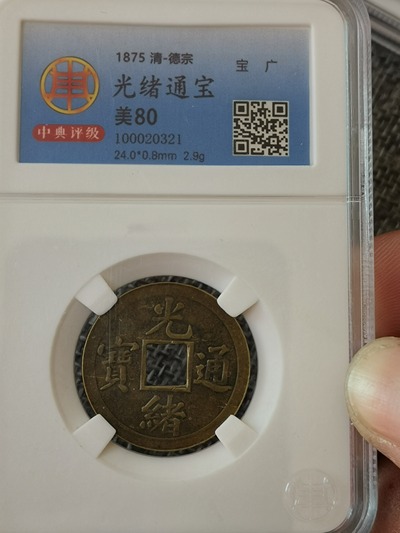 1875 清-德宗
宝 广
光绪通宝
美80
100020321
24.0*0.8mm 2.9g
中典评级
光
緒
通
寶